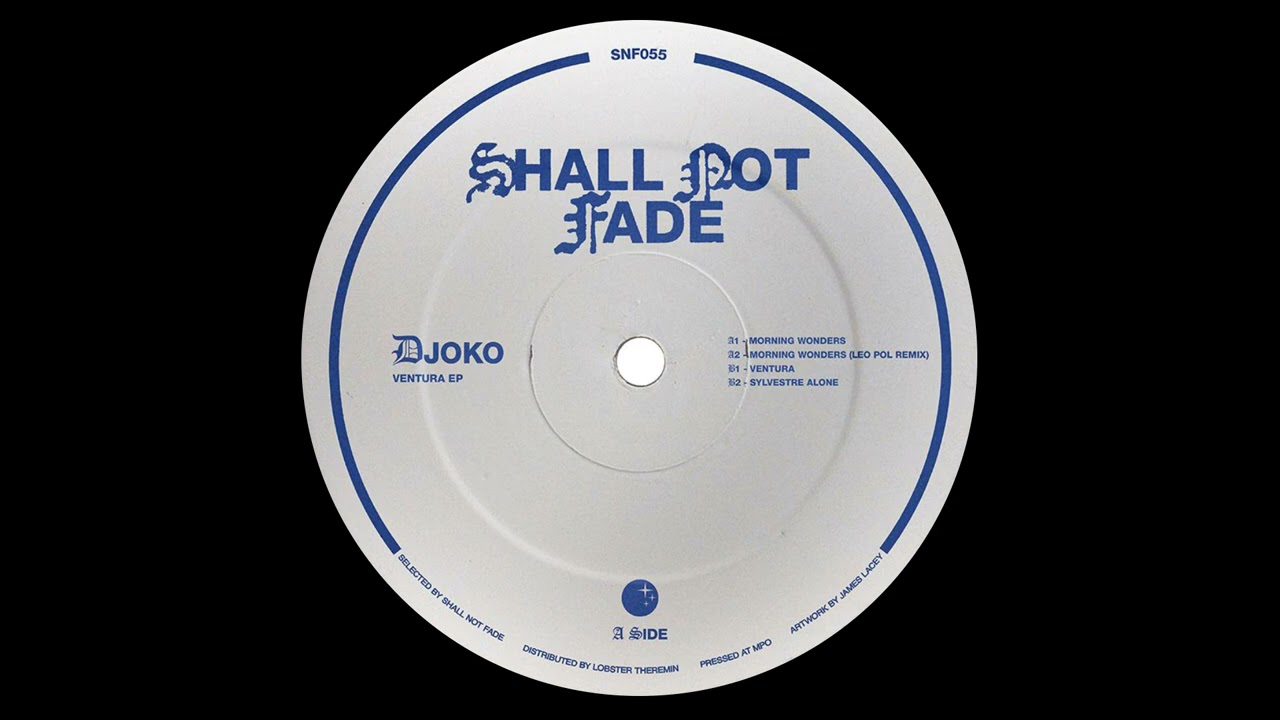 SNF055
SHALL NOT
FADE
DJOKO
VENTURA EP
A1 - MORNING WONDERS
A2 - MORNING WONDERS (LEO POL REMIX)
B1 - VENTURA
B2 - SYLVESTRE ALONE
A SIDE
SELECTED BY SHALL NOT FADE
DISTRIBUTED BY LOBSTER THEREMIN
PRESSED AT MPO
ARTWORK BY JAMES LACEY